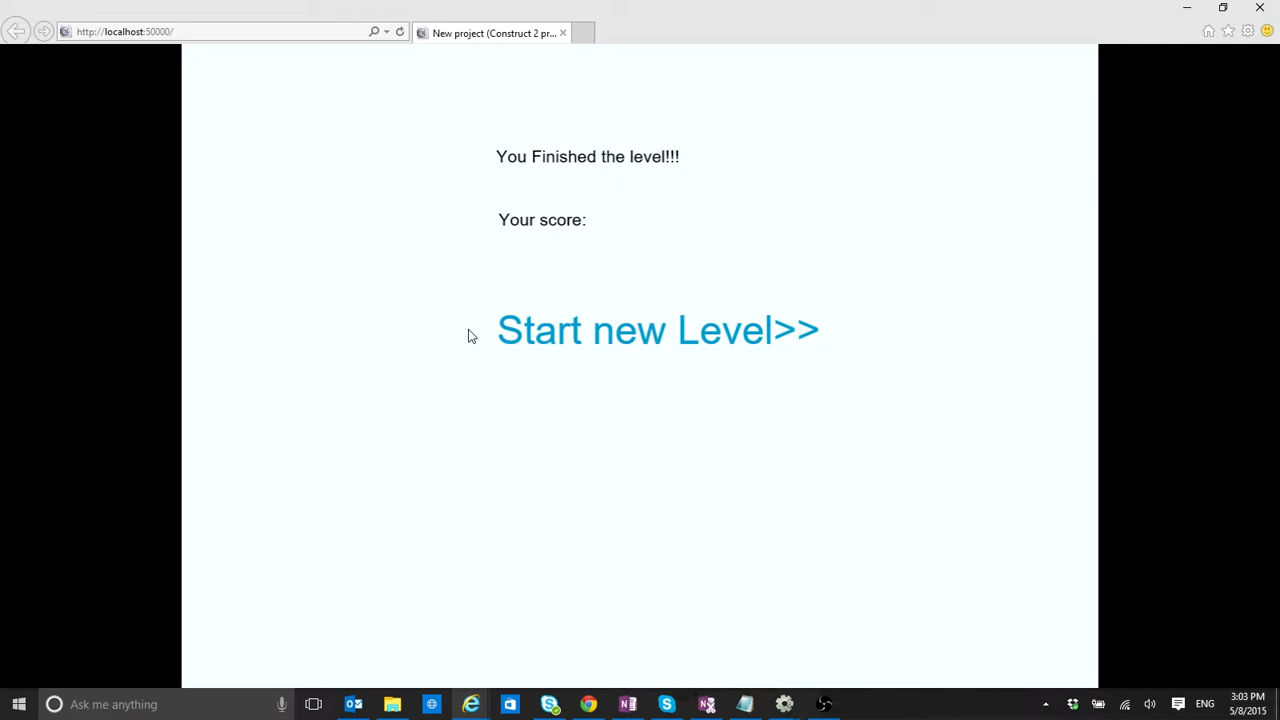 http://localhost:50000/
New project (Construct 2 pr...
You Finished the level!!!
Your score:
Start new Level>>
Ask me anything
ENG
3:03 PM
5/8/2015